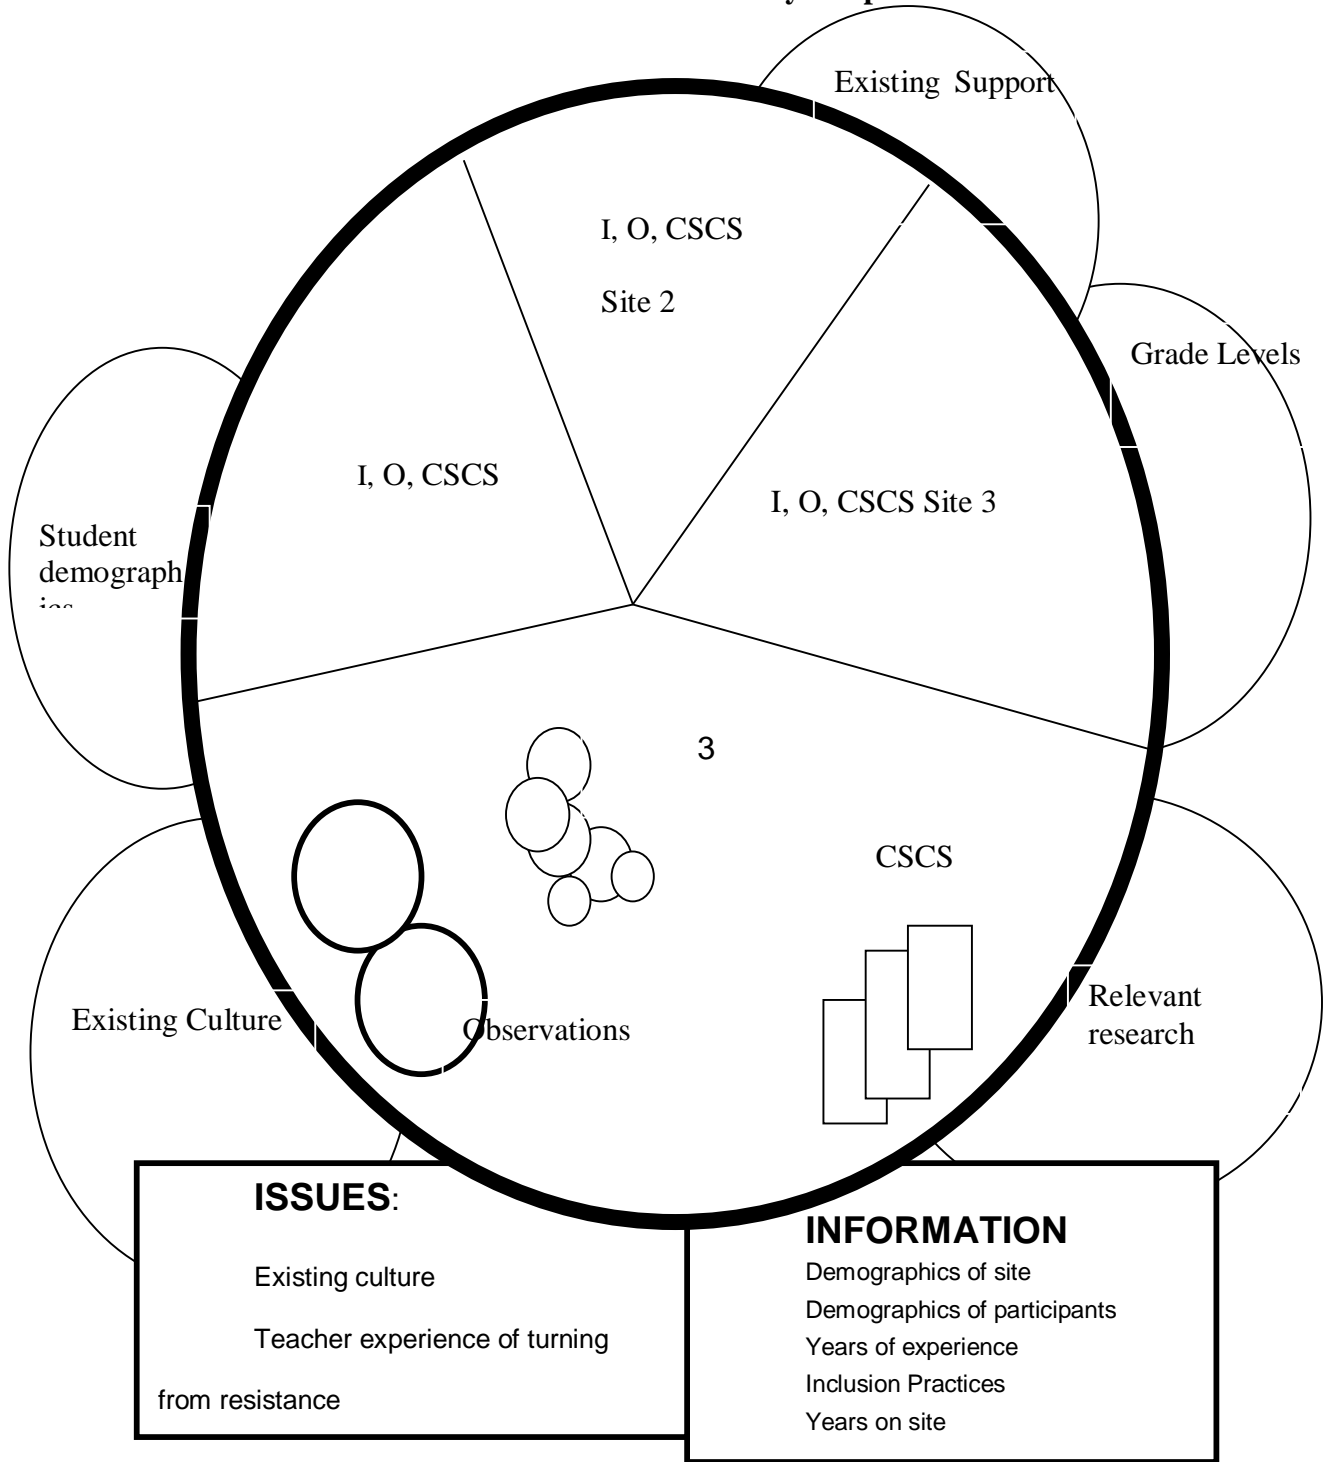 Existing Support
I, O, CSCS
Site 2
Grade Levels
I, O, CSCS
I, O, CSCS Site 3
Student
demograph
3
CSCS
Relevant
research
Existing Culture
Observations
ISSUES:
Existing culture
Teacher experience of turning
from resistance
INFORMATION
Demographics of site
Demographics of participants
Years of experience
Inclusion Practices
Years on site